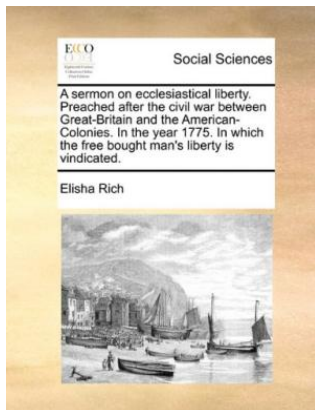 ECCO
Social Sciences
A sermon on ecclesiastical liberty.
Preached after the civil war between
Great-Britain and the American-
Colonies. In the year 1775. In which
the free bought man's liberty is
vindicated.
Elisha Rich